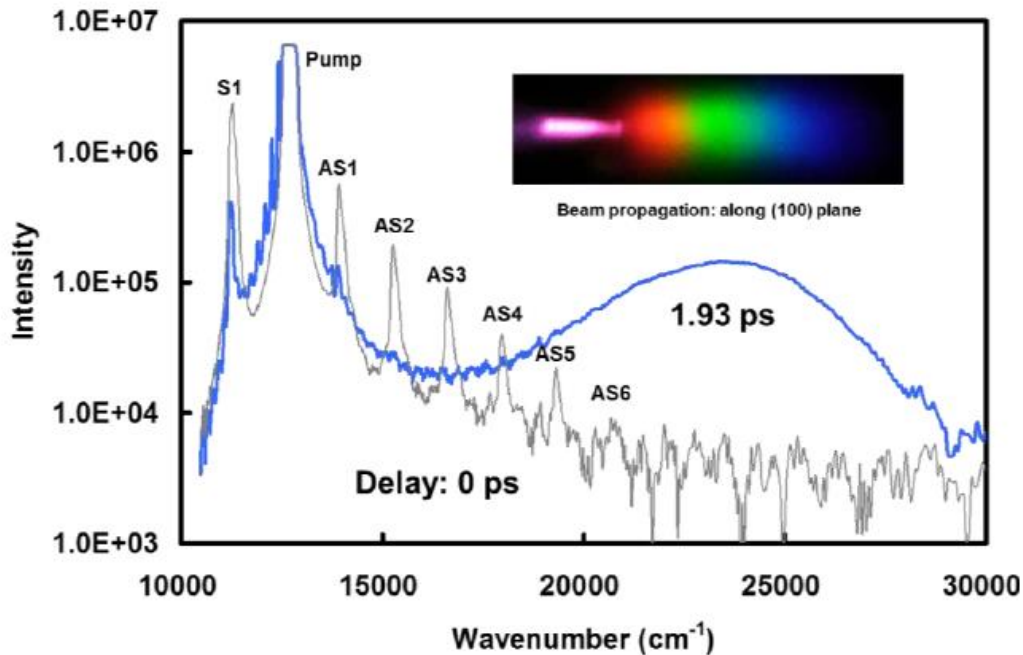 1.0E+07
Pump
S1
1.0E+06
AS1
Beam propagation: along (100) plane
AS2
AS3
1.0E+05
AS4
1.93 ps
AS5
AS6
1.0E+04
Delay: 0 ps
1.0E+03
10000 15000 20000 25000 30000
Wavenumber (cm⁻¹)
Intensity